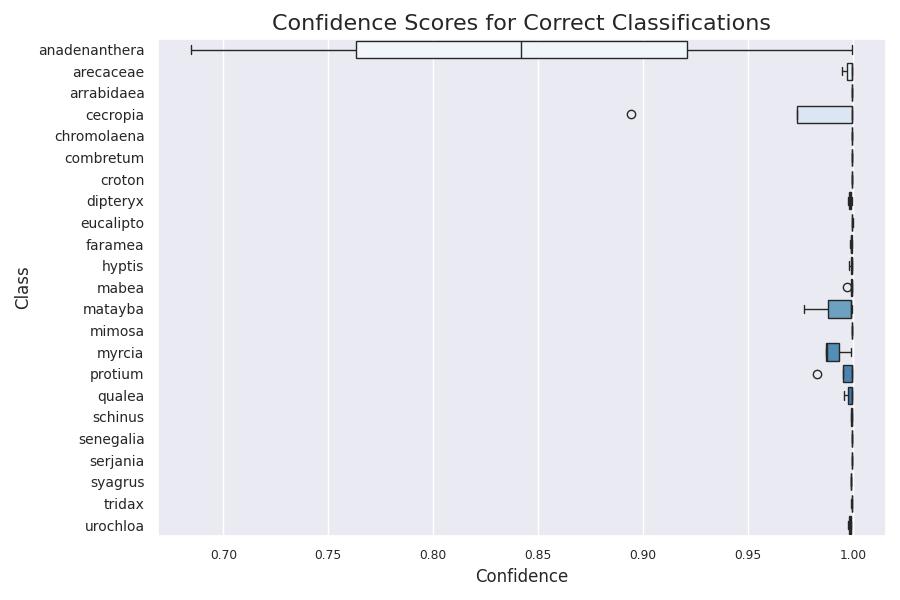 Confidence Scores for Correct Classifications
anadenanthera
arecaceae
arrabidaea
cecropia
chromolaena
combretum
croton
dipteryx
eucalipto
faramea
hyptis
mabea
matayba
mimosa
myrcia
protium
qualea
schinus
senegalia
serjania
syagrus
tridax
urochloa
Class
0.70 0.75 0.80 0.85 0.90 0.95 1.00
Confidence